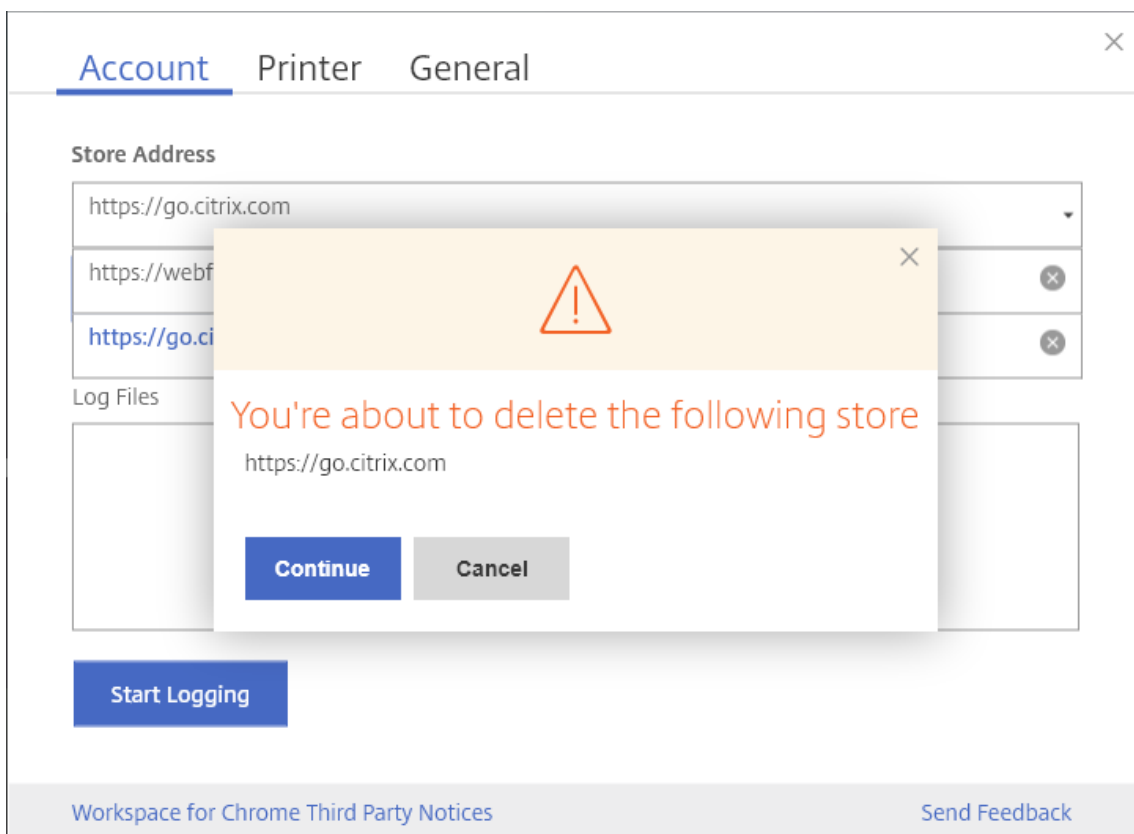 Account Printer General
Store Address
https://go.citrix.com
https://webf
https://go.ci
Log Files
You're about to delete the following store
https://go.citrix.com
Continue Cancel
Start Logging
Workspace for Chrome Third Party Notices Send Feedback